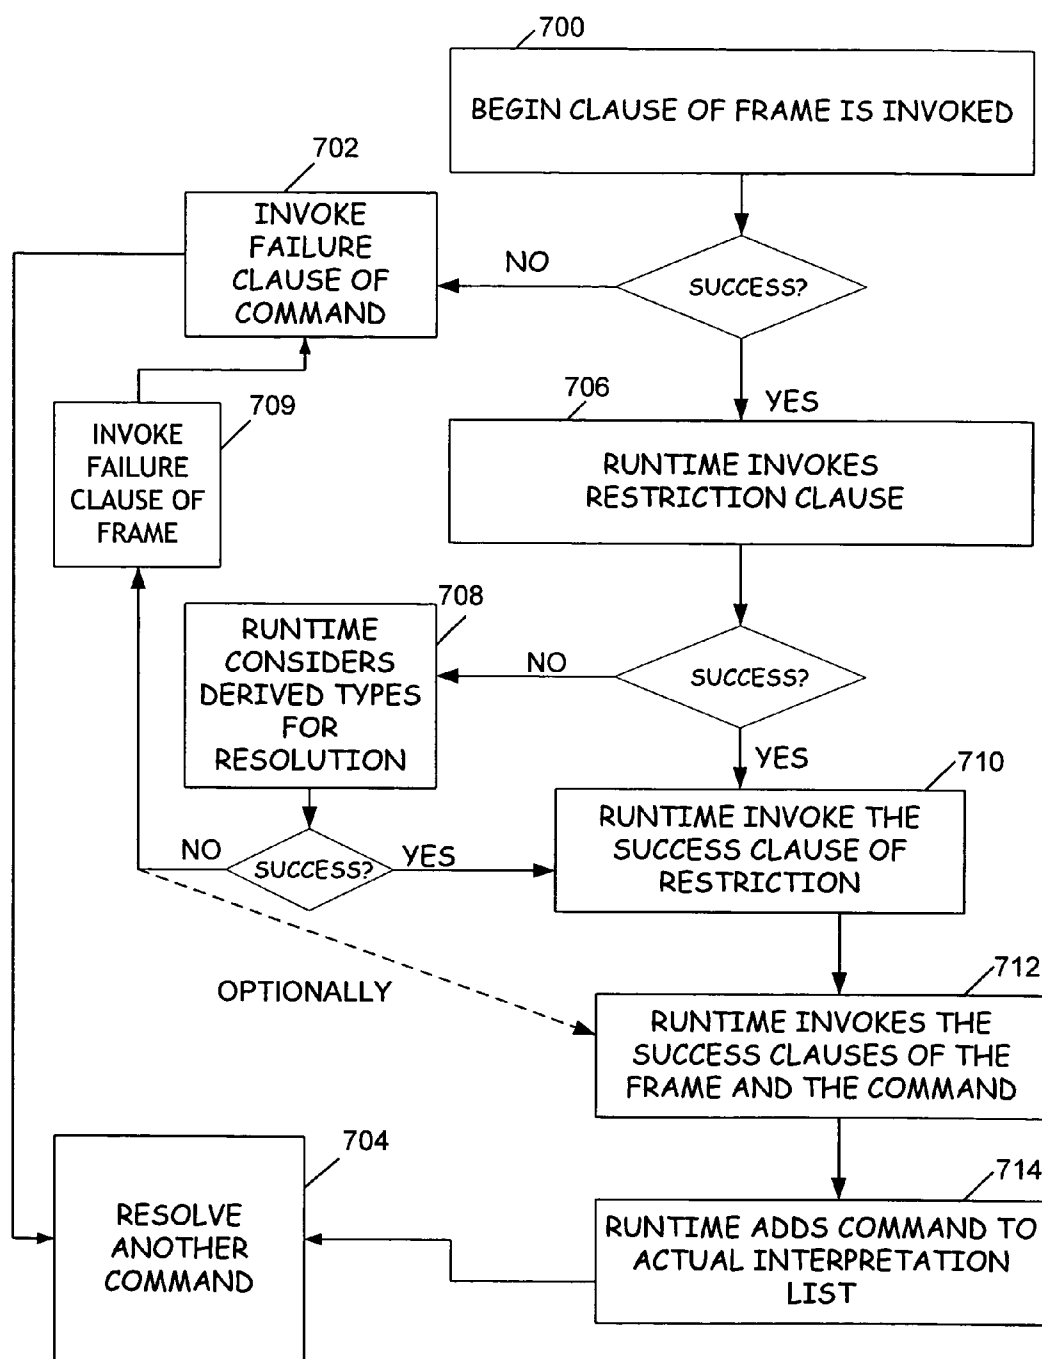 700
BEGIN CLAUSE OF FRAME IS INVOKED
702
INVOKE
FAILURE
CLAUSE OF
COMMAND
NO
SUCCESS?
YES
706
RUNTIME INVOKES
RESTRICTION CLAUSE
709
INVOKE
FAILURE
CLAUSE OF
FRAME
708
RUNTIME
CONSIDERS
DERIVED TYPES
FOR
RESOLUTION
NO
SUCCESS?
YES
710
RUNTIME INVOKE THE
SUCCESS CLAUSE OF
RESTRICTION
NO
SUCCESS?
YES
OPTIONALLY
712
RUNTIME INVOKES THE
SUCCESS CLAUSES OF THE
FRAME AND THE COMMAND
704
RESOLVE
ANOTHER
COMMAND
714
RUNTIME ADDS COMMAND TO
ACTUAL INTERPRETATION
LIST